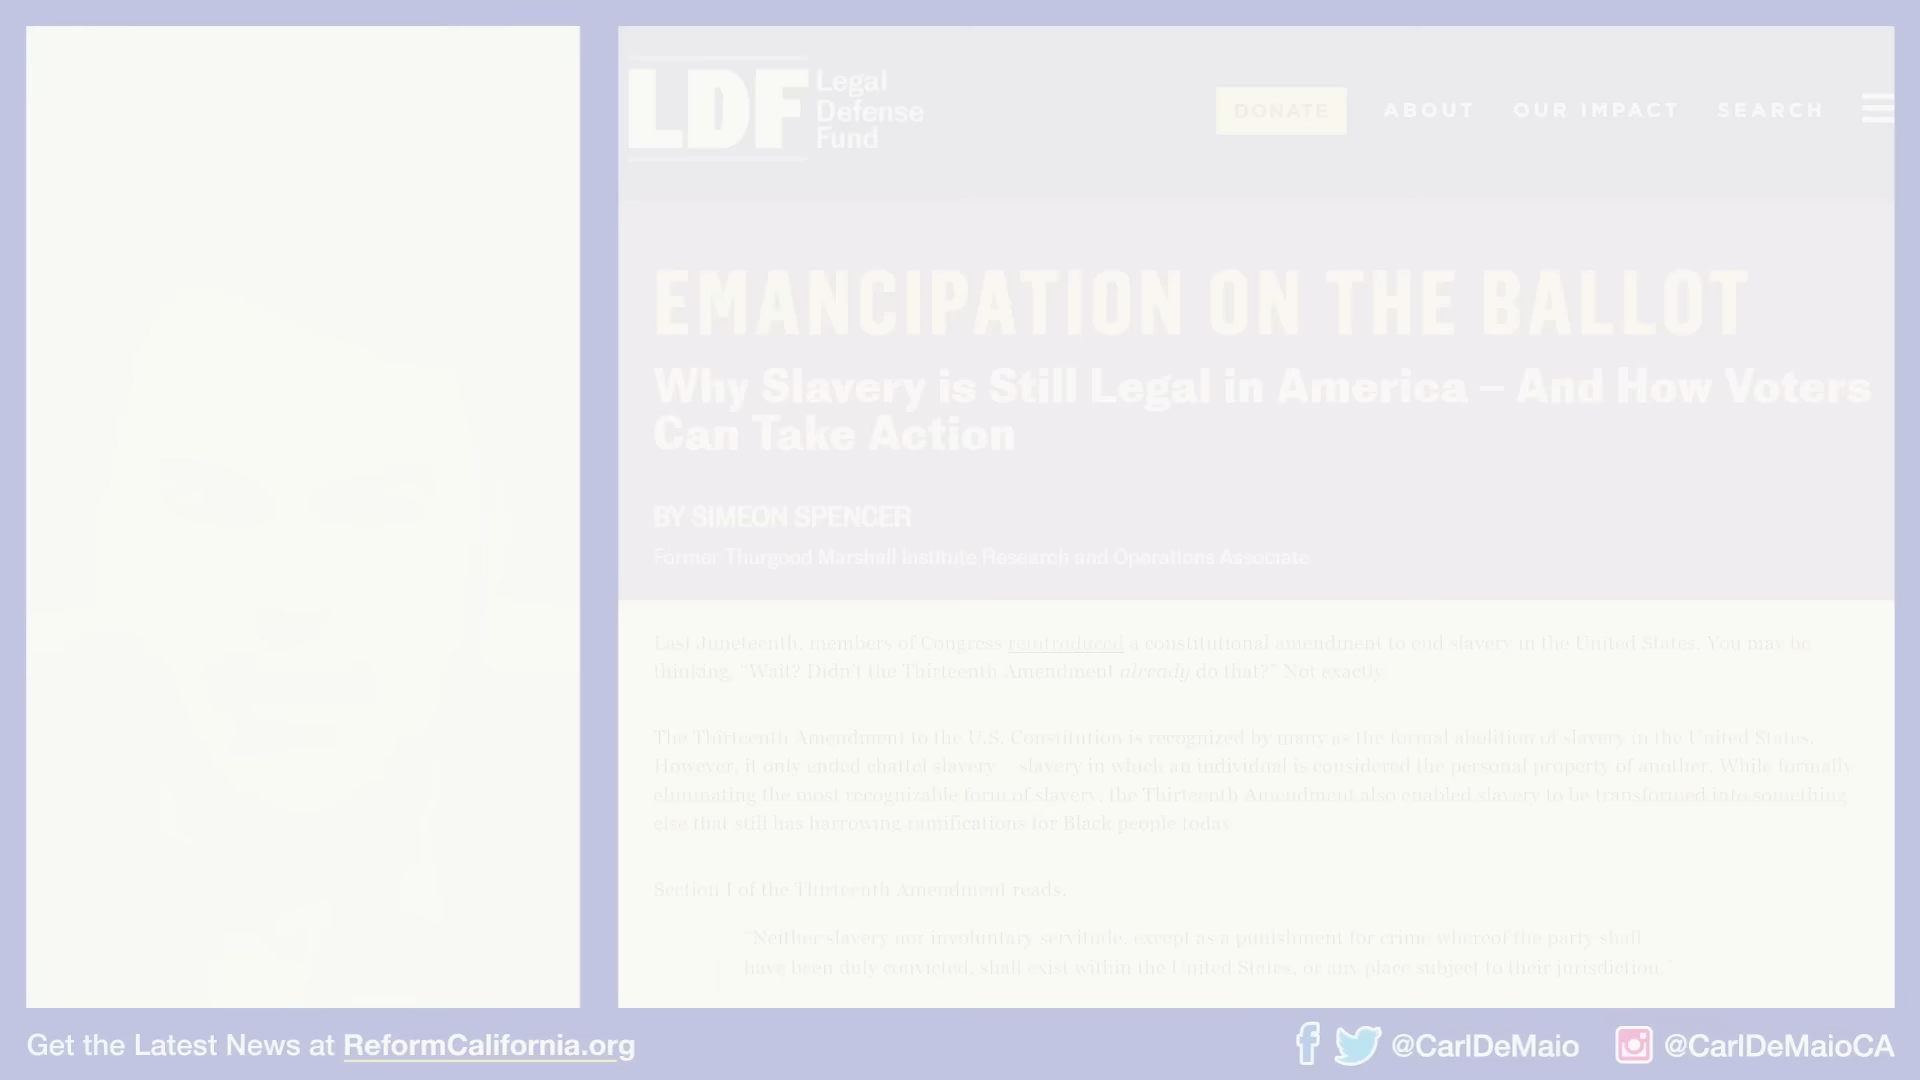 LDF Legal
Defense
Fund
DONATE ABOUT OUR IMPACT SEARCH
EMANCIPATION ON THE BALLOT
Why Slavery is Still Legal in America – And How Voters
Can Take Action
BY SIMEON SPENCER
Former Thurgood Marshall Institute Research and Operations Associate
Last Juneteenth, members of Congress reintroduced a constitutional amendment to end slavery in the United States. You may be
thinking, “Wait? Didn’t the Thirteenth Amendment already do that?” Not exactly.
The Thirteenth Amendment to the U.S. Constitution is recognized by many as the formal abolition of slavery in the United States.
However, it only ended chattel slavery – slavery in which an individual is considered the personal property of another. While formally
eliminating the most recognizable form of slavery, the Thirteenth Amendment also enabled slavery to be transformed into something
else that still has harrowing ramifications for Black people today.
Section 1 of the Thirteenth Amendment reads,
“Neither slavery nor involuntary servitude, except as a punishment for crime whereof the party shall
have been duly convicted, shall exist within the United States, or any place subject to their jurisdiction.”
Get the Latest News at ReformCalifornia.org
@CarlDeMaio @CarlDeMaioCA